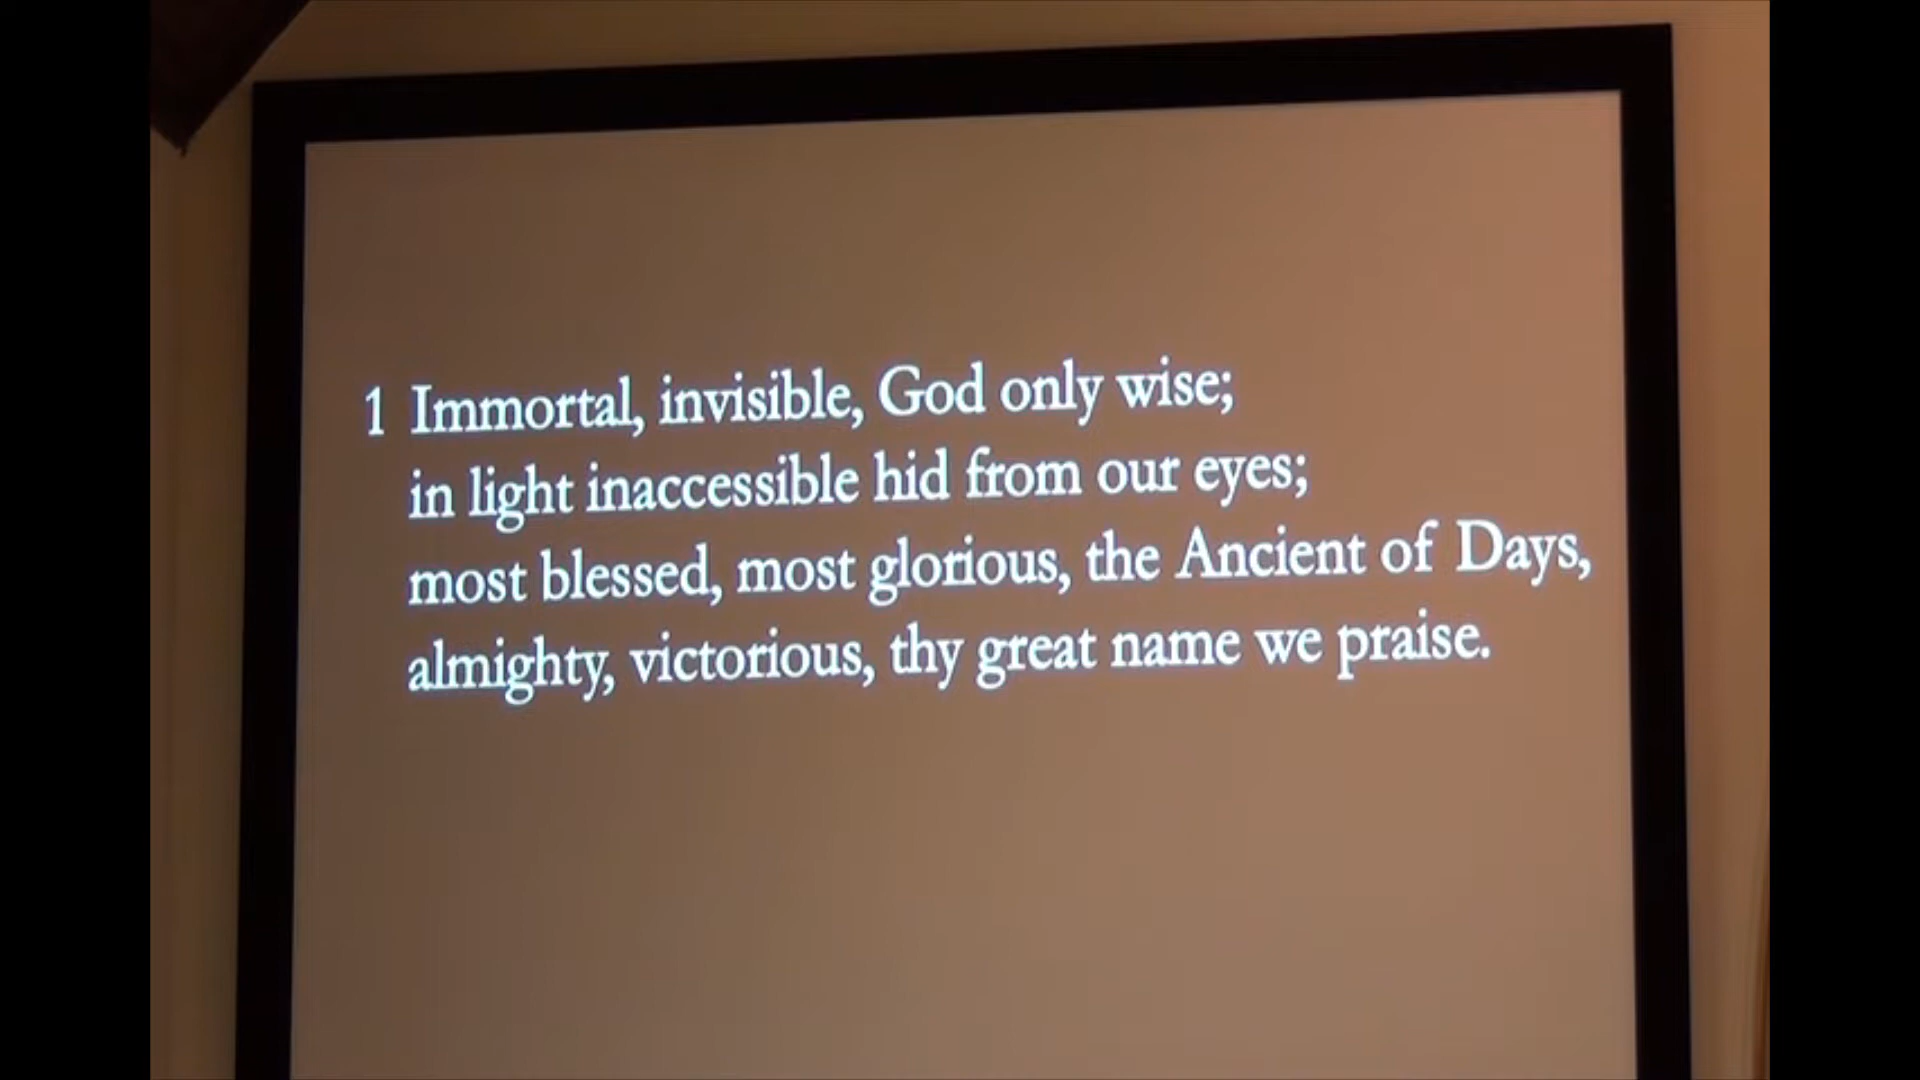 1 Immortal, invisible, God only wise;
in light inaccessible hid from our eyes;
most blessed, most glorious, the Ancient of Days,
almighty, victorious, thy great name we praise.